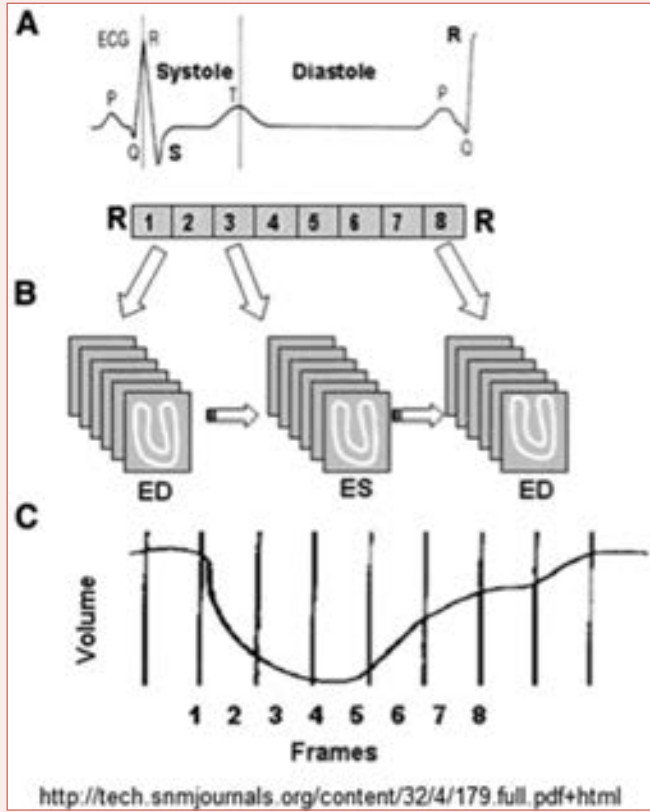 A
ECG R R
Systole Diastole
P T P
Q S Q
R 1 2 3 4 5 6 7 8 R
B
ED ES ED
C
Volume
1 2 3 4 5 6 7 8
Frames
http://tech.snmjournals.org/content/32/4/179.full.pdf+html